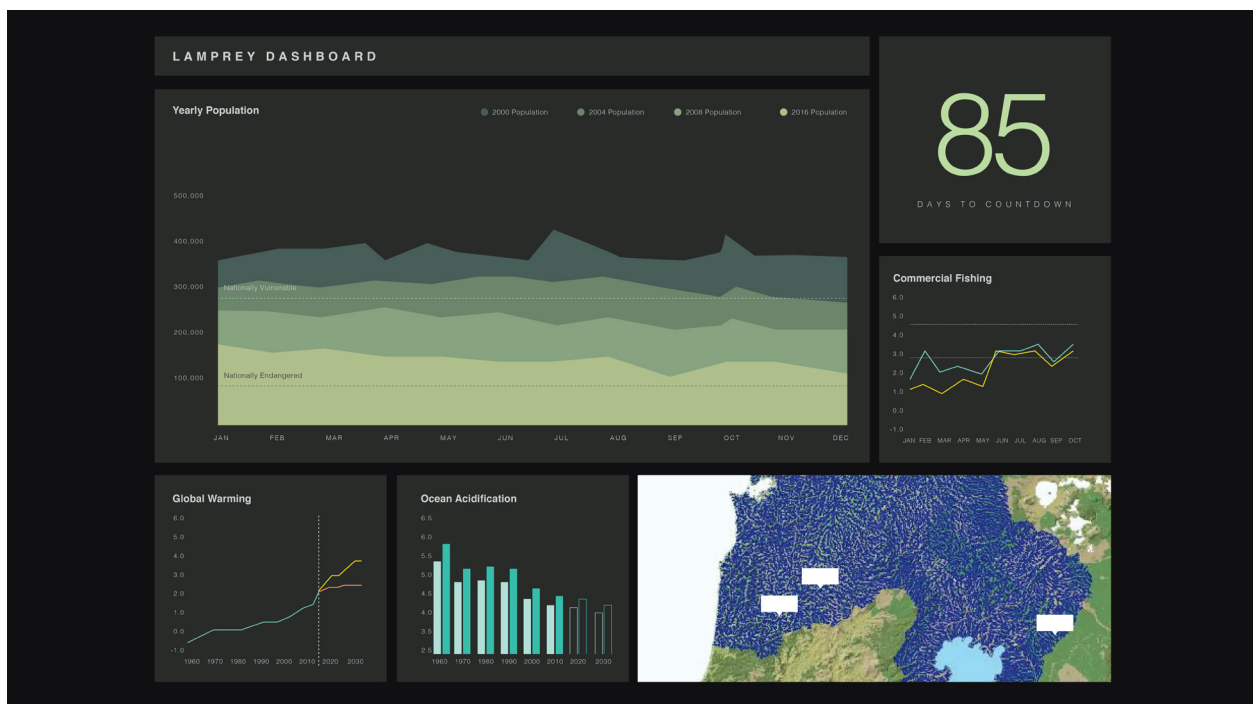 LAMPREY DASHBOARD
Yearly Population
2000 Population
2004 Population
2008 Population
2016 Population
500,000
400,000
300,000
200,000
100,000
Nationally Vulnerable
Nationally Endangered
JAN FEB MAR APR MAY JUN JUL AUG SEP OCT NOV DEC
85
DAYS TO COUNTDOWN
Commercial Fishing
6.0
5.0
4.0
3.0
2.0
1.0
0.0
-1.0
JAN FEB MAR APR MAY JUN JUL AUG SEP OCT
Global Warming
6.0
5.0
4.0
3.0
2.0
1.0
0.0
-1.0
1960 1970 1980 1990 2000 2010 2020 2030
Ocean Acidification
6.5
6.0
5.5
5.0
4.5
4.0
3.5
2.5
1960 1970 1980 1990 2000 2010 2020 2030